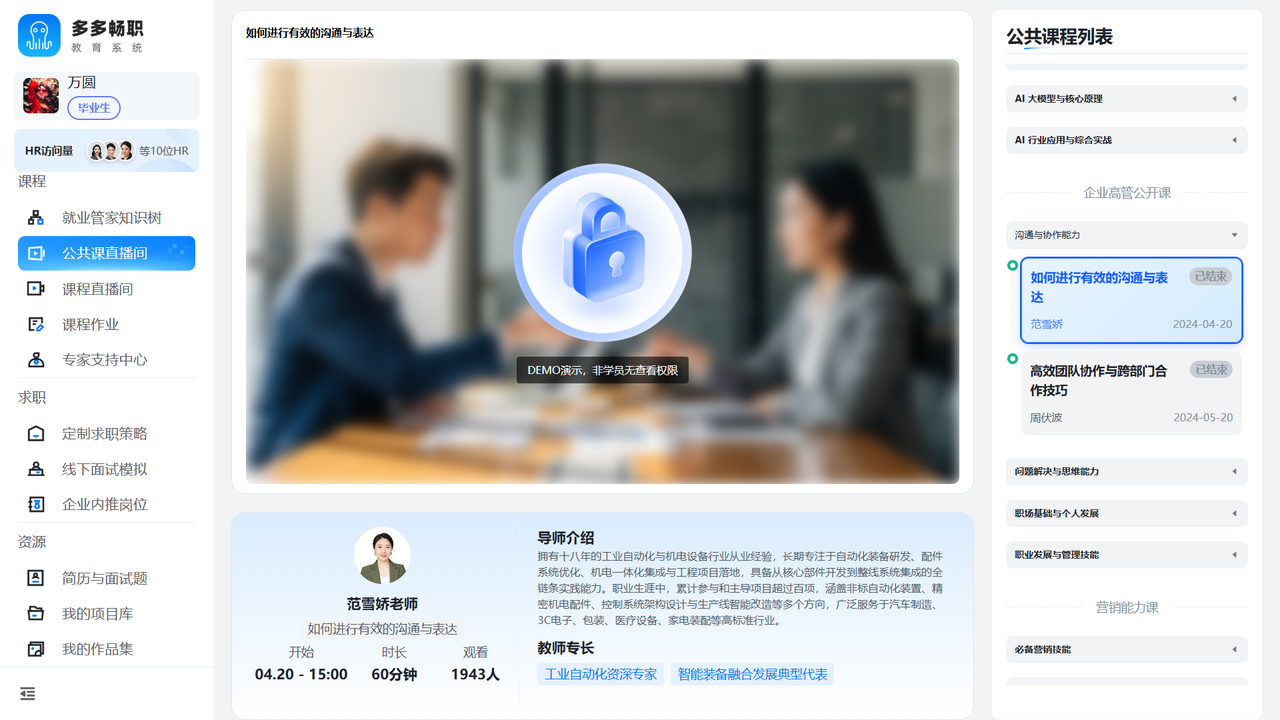 多多畅职
教育系统
万圆
毕业生
HR访问量
等10位HR
课程
就业管家知识树
公共课直播间
课程直播间
课程作业
专家支持中心
求职
定制求职策略
线下面试模拟
企业内推岗位
资源
简历与面试题
我的项目库
我的作品集
如何进行有效的沟通与表达
DEMO演示，非学员无查看权限
范雪娇老师
如何进行有效的沟通与表达
开始 时长 观看
04.20 - 15:00 60分钟 1943人
导师介绍
拥有十八年的工业自动化与机电设备行业从业经验，长期专注于自动化装备研发、配件
系统优化、机电一体化集成与工程项目落地，具备从核心部件开发到整线系统集成的全
链条实践能力。职业生涯中，累计参与和主导项目超过百项，涵盖非标自动化装置、精
密机电配件、控制系统架构设计与生产线智能改造等多个方向，广泛服务于汽车制造、
3C电子、包装、医疗设备、家电装配等高标准行业。
教师专长
工业自动化资深专家 智能装备融合发展典型代表
公共课程列表
AI 大模型与核心原理
AI 行业应用与综合实战
企业高管公开课
沟通与协作能力
如何进行有效的沟通与表
达
已结束
范雪娇 2024-04-20
高效团队协作与跨部门合
作技巧
已结束
周伏波 2024-05-20
问题解决与思维能力
职场基础与个人发展
职业发展与管理技能
营销能力课
必备营销技能